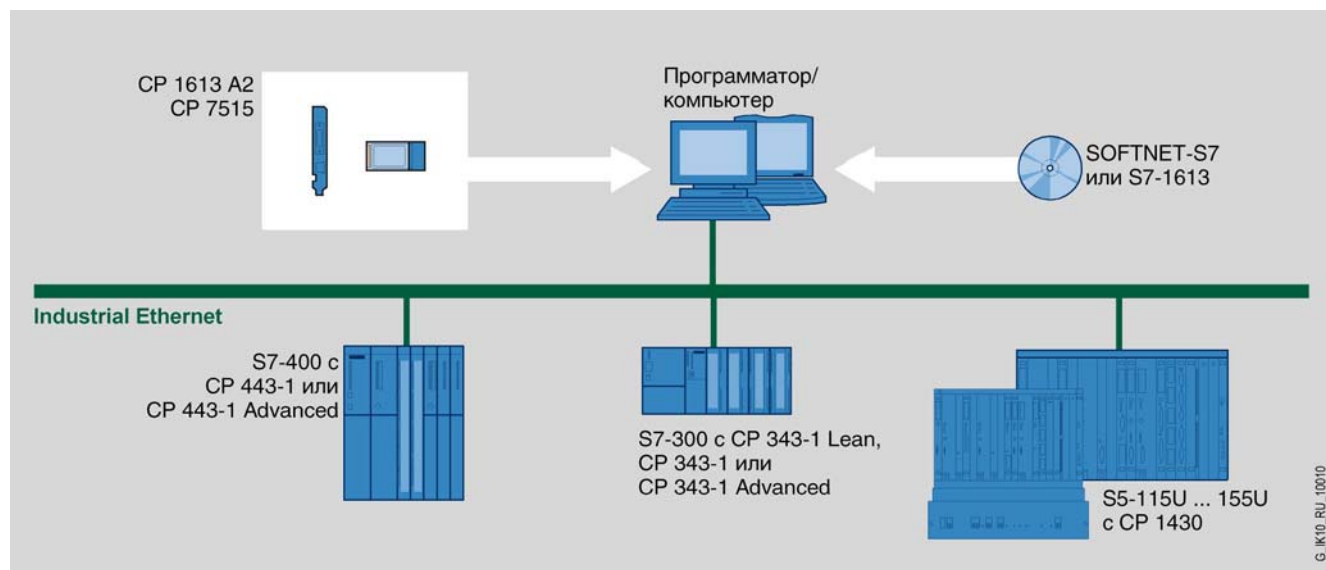 CP 1613 A2
CP 7515
Программатор/
компьютер
SOFTNET-S7
или S7-1613
Industrial Ethernet
S7-400 с
CP 443-1 или
CP 443-1 Advanced
S7-300 с CP 343-1 Lean,
CP 343-1 или
CP 343-1 Advanced
S5-115U ... 155U
с CP 1430
G_IK10_RU_10010